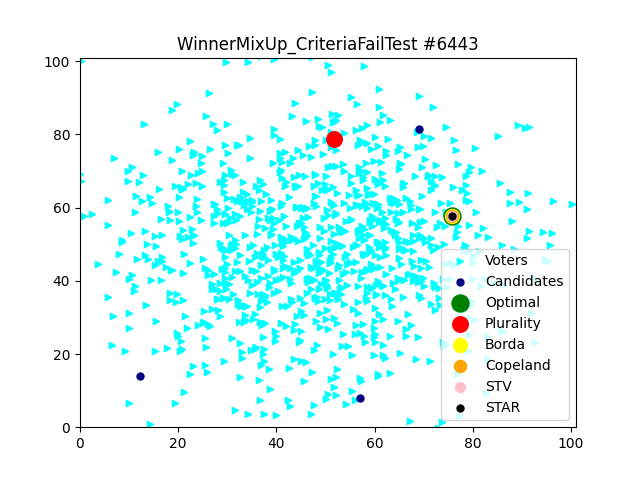 WinnerMixUp_CriteriaFailTest #6443
100
80
60
40
20
0
0
20
40
60
80
100
Voters
Candidates
Optimal
Plurality
Borda
Copeland
STV
STAR